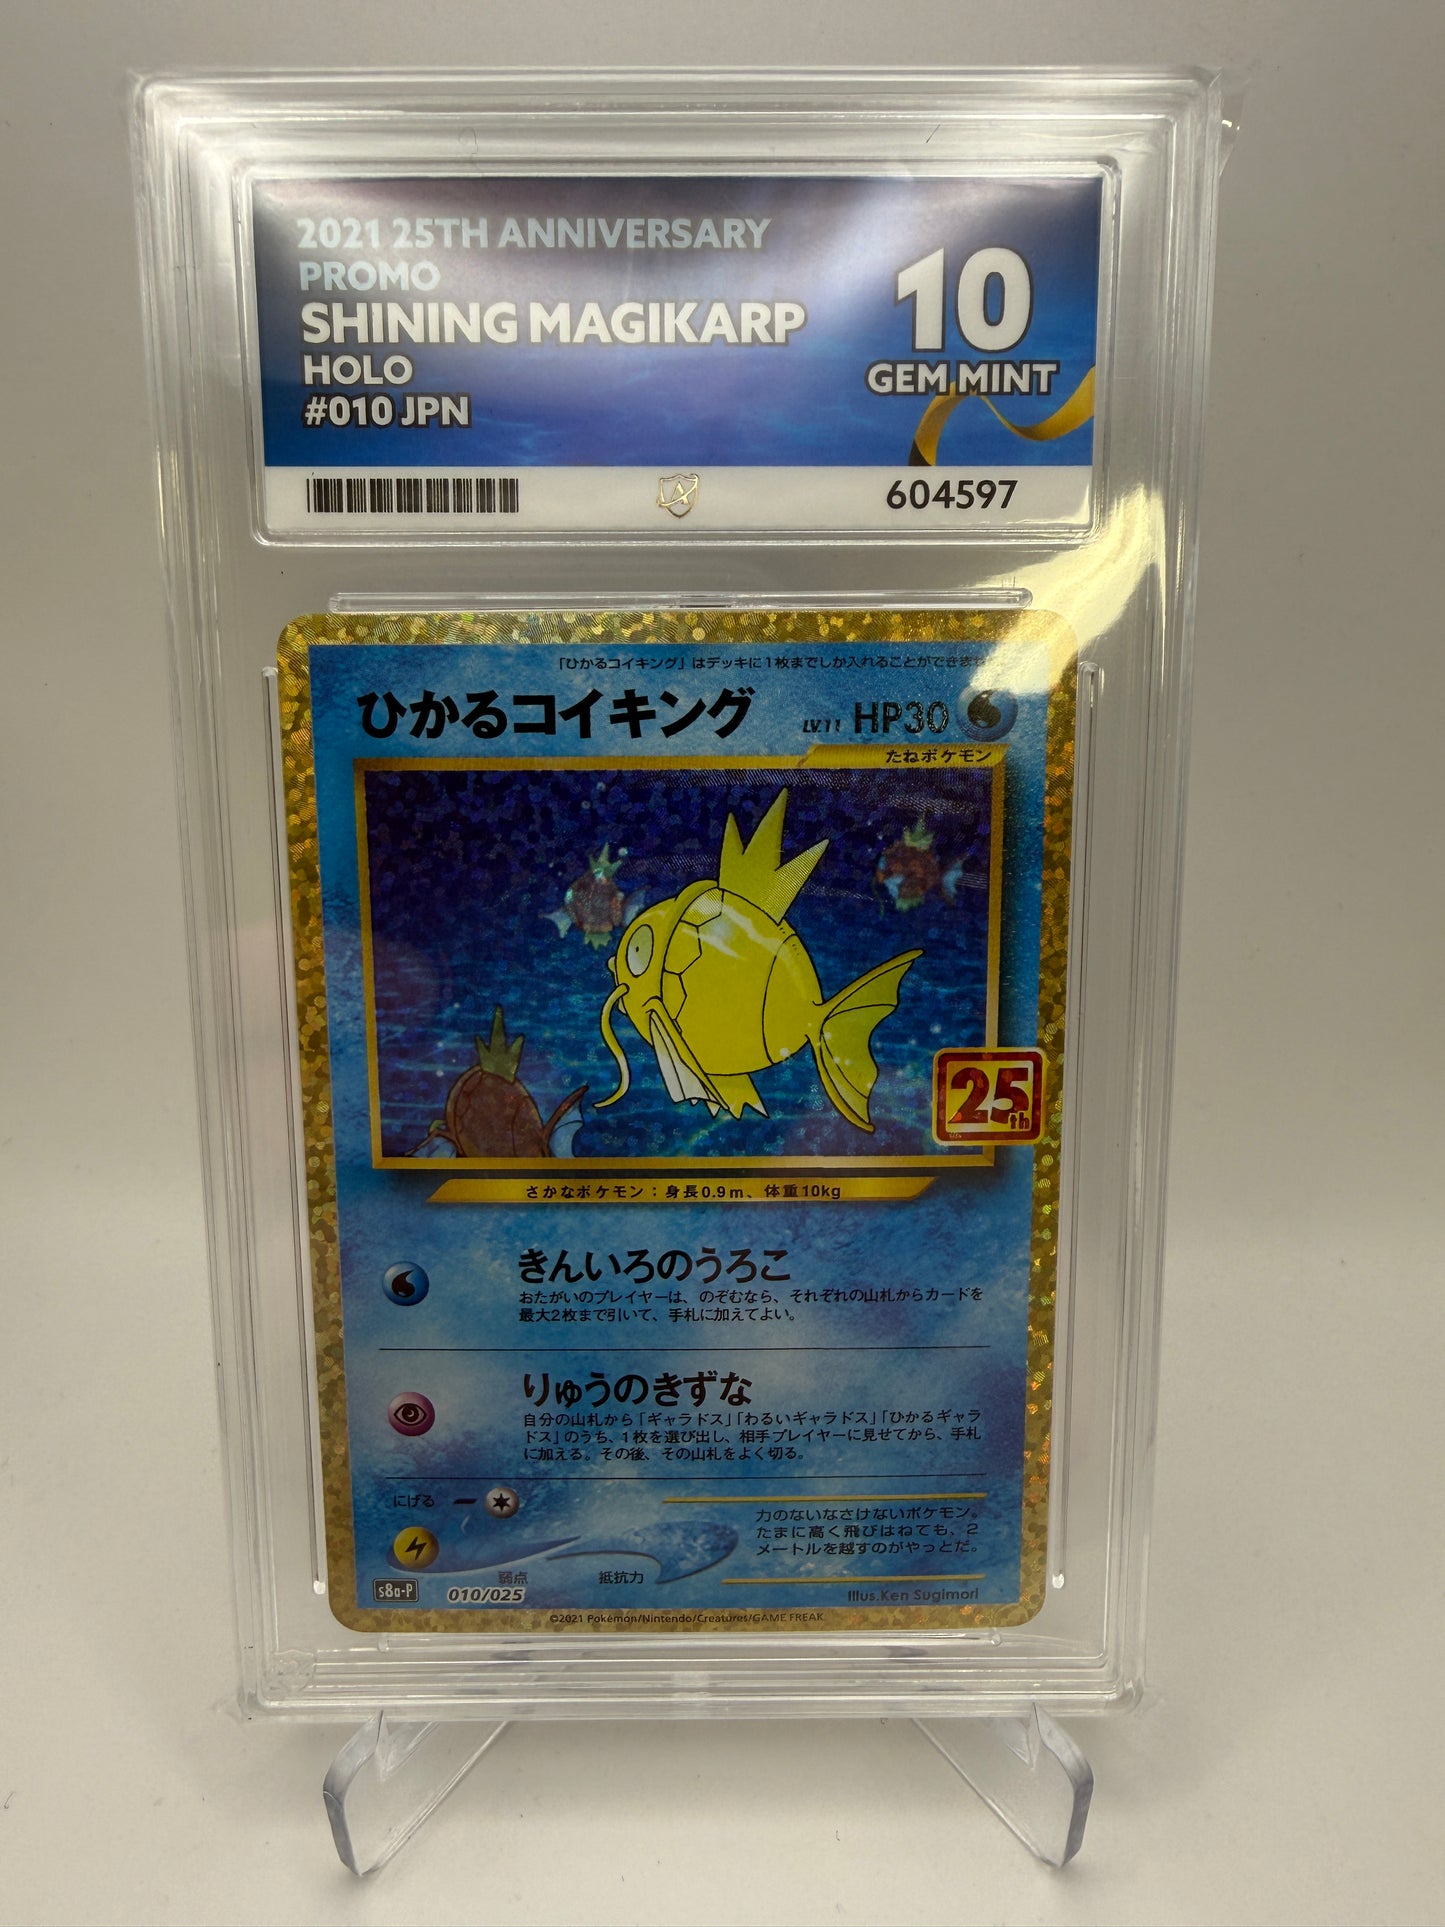 2021 25TH ANNIVERSARY
PROMO
SHINING MAGIKARP
HOLO
#010 JPN
10
GEM MINT
604597
「ひかるコイキング」はデッキに1枚までしか入れることができませ
ひかるコイキング LV.11 HP30
たねポケモン
25th
さかなポケモン:身長0.9m、体重10kg
きんいろのうろこ
おたがいのプレイヤーは、のぞむなら、それぞれの山札からカードを
最大2枚まで引いて、手札に加えてよい。
りゅうのきずな
自分の山札から「ギャラドス」「わるいギャラドス」「ひかるギャラ
ドス」のうち、1枚を選び出し、相手プレイヤーに見せてから、手札
に加える。その後、その山札をよく切る。
にげる
弱点
抵抗力
力のないなさけないポケモン。
たまに高く飛びはねても、2
メートルを越すのがやっとだ。
s8a-P 010/025
Illus.Ken Sugimori
©2021 Pokémon/Nintendo/Creatures/GAME FREAK